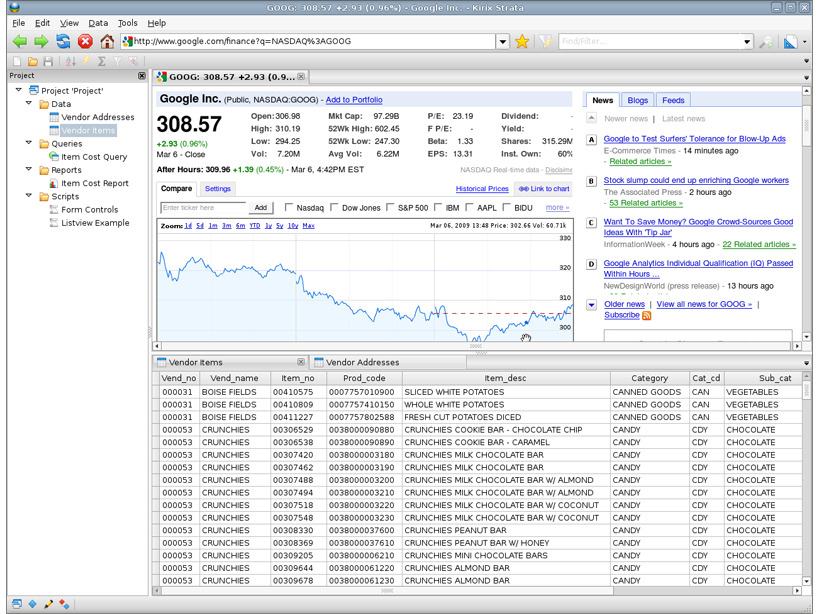 GOOG: 308.57 +2.93 (0.96%) - Google Inc. - Kirix Strata
File Edit View Data Tools Help
http://www.google.com/finance?q=NASDAQ%3AGOOG
Find/Filter...
Project
Project 'Project'
Data
Vendor Addresses
Vendor Items
Queries
Item Cost Query
Reports
Item Cost Report
Scripts
Form Controls
Listview Example
GOOG: 308.57 +2.93 (0.9...
Google Inc. (Public, NASDAQ:GOOG) - Add to Portfolio
308.57
+2.93 (0.96%)
Mar 6 - Close
Open: 306.98 Mkt Cap: 97.29B P/E: 23.19 Dividend: -
High: 310.19 52Wk High: 602.45 F P/E: - Yield: -
Low: 294.25 52Wk Low: 247.30 Beta: 1.33 Shares: 315.29M
Vol: 7.20M Avg Vol: 6.22M EPS: 13.31 Inst. Own: 60%
After Hours: 309.96 +1.39 (0.45%) - Mar 6, 4:42PM EST
NASDAQ Real-time data - Disclaime
Compare Settings Historical Prices Link to chart
Enter ticker here Add Nasdaq Dow Jones S&P 500 IBM AAPL BIDU more »
Zoom: 1d 5d 1m 3m 6m YTD 1y 5y 10y Max
Mar 06, 2009 13:48 Price: 302.66 Vol: 60.71k
330
320
310
300
News Blogs Feeds
Newer news | Latest news
A Google to Test Surfers' Tolerance for Blow-Up Ads
E-Commerce Times - 14 minutes ago
- Related articles »
B Stock slump could end up enriching Google workers
The Associated Press - 2 hours ago
- 53 Related articles »
C Want To Save Money? Google Crowd-Sources Good
Ideas With 'Tip Jar'
InformationWeek - 4 hours ago - 22 Related articles »
D Google Analytics Individual Qualification (IQ) Passed
Within Hours ...
NewDesignWorld (press release) - 13 hours ago
Older news | View all news for GOOG » |
Subscribe
Vendor Items
Vendor Addresses
Vend_no Vend_name Item_no Prod_code Item_desc Category Cat_cd Sub_cat
000031 BOISE FIELDS 00410575 0007757010900 SLICED WHITE POTATOES CANNED GOODS CAN VEGETABLES
000031 BOISE FIELDS 00410809 0007757410150 WHOLE WHITE POTATOES CANNED GOODS CAN VEGETABLES
000031 BOISE FIELDS 00411227 0007757802588 FRESH CUT POTATOES DICED CANNED GOODS CAN VEGETABLES
000053 CRUNCHIES 00306529 0038000090880 CRUNCHIES COOKIE BAR - CHOCOLATE CHIP CANDY CDY CHOCOLATE
000053 CRUNCHIES 00306538 0038000090890 CRUNCHIES COOKIE BAR - CARAMEL CANDY CDY CHOCOLATE
000053 CRUNCHIES 00307420 0038000003180 CRUNCHIES MILK CHOCOLATE BAR CANDY CDY CHOCOLATE
000053 CRUNCHIES 00307462 0038000003190 CRUNCHIES MILK CHOCOLATE BAR CANDY CDY CHOCOLATE
000053 CRUNCHIES 00307488 0038000003200 CRUNCHIES MILK CHOCOLATE BAR W/ ALMOND CANDY CDY CHOCOLATE
000053 CRUNCHIES 00307494 0038000003210 CRUNCHIES MILK CHOCOLATE BAR W/ ALMOND CANDY CDY CHOCOLATE
000053 CRUNCHIES 00307518 0038000003220 CRUNCHIES MILK CHOCOLATE BAR W/ COCONUT CANDY CDY CHOCOLATE
000053 CRUNCHIES 00307548 0038000003230 CRUNCHIES MILK CHOCOLATE BAR W/ COCONUT CANDY CDY CHOCOLATE
000053 CRUNCHIES 00308330 0038000037600 CRUNCHIES PEANUT BAR CANDY CDY CHOCOLATE
000053 CRUNCHIES 00308369 0038000037610 CRUNCHIES PEANUT BAR W/ HONEY CANDY CDY CHOCOLATE
000053 CRUNCHIES 00309205 0038000006210 CRUNCHIES MINI CHOCOLATE BARS CANDY CDY CHOCOLATE
000053 CRUNCHIES 00309644 0038000061220 CRUNCHIES ALMOND BAR CANDY CDY CHOCOLATE
000053 CRUNCHIES 00309678 0038000061230 CRUNCHIES ALMOND BAR CANDY CDY CHOCOLATE